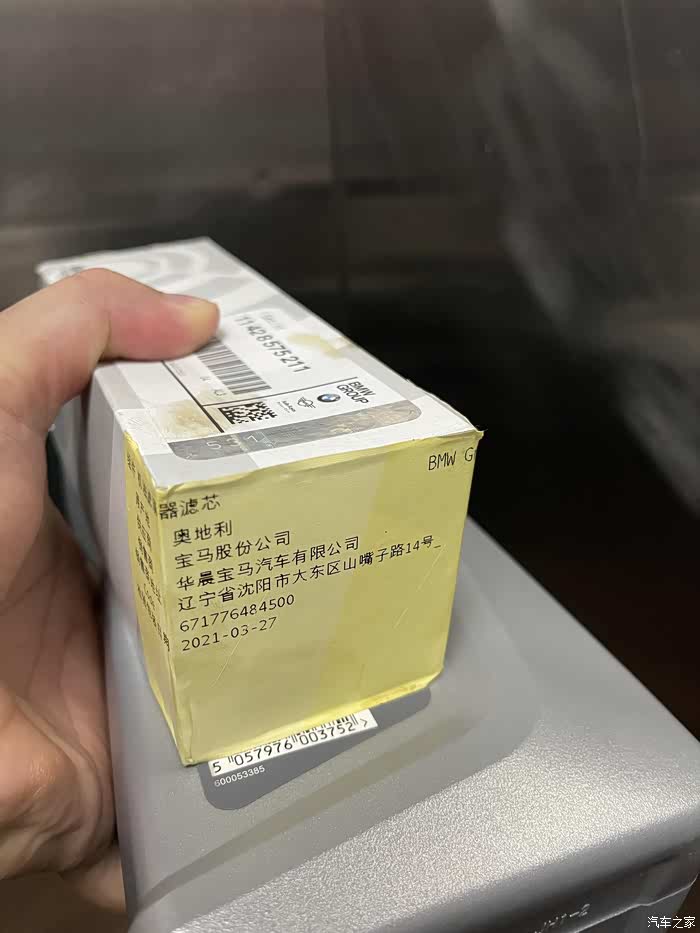 11428575211
BMW
GROUP
BMW G
器滤芯
奥地利
宝马股份公司
华晨宝马汽车有限公司
辽宁省沈阳市大东区山嘴子路14号_
671776484500
2021-03-27
5 057976 003752 >
600053385
汽车之家